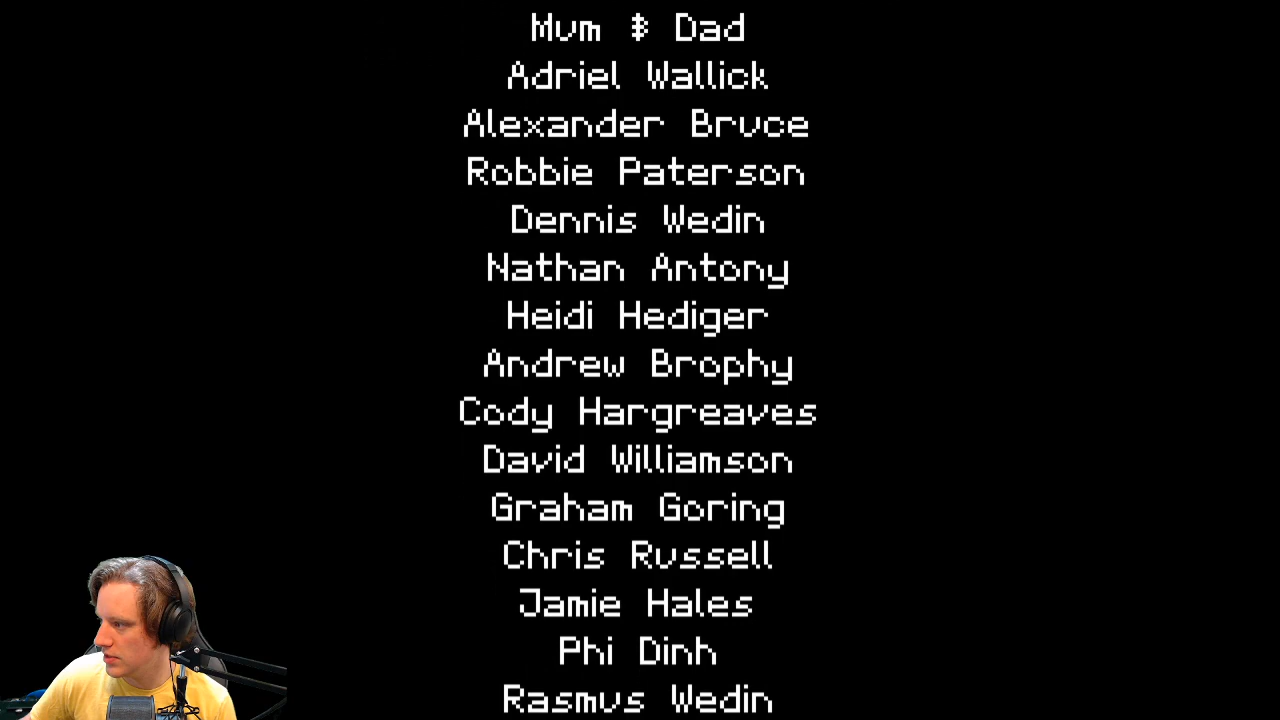 Mum & Dad
Adriel Wallick
Alexander Bruce
Robbie Paterson
Dennis Wedin
Nathan Antony
Heidi Hediger
Andrew Brophy
Cody Hargreaves
David Williamson
Graham Goring
Chris Russell
Jamie Hales
Phi Dinh
Rasmus Wedin